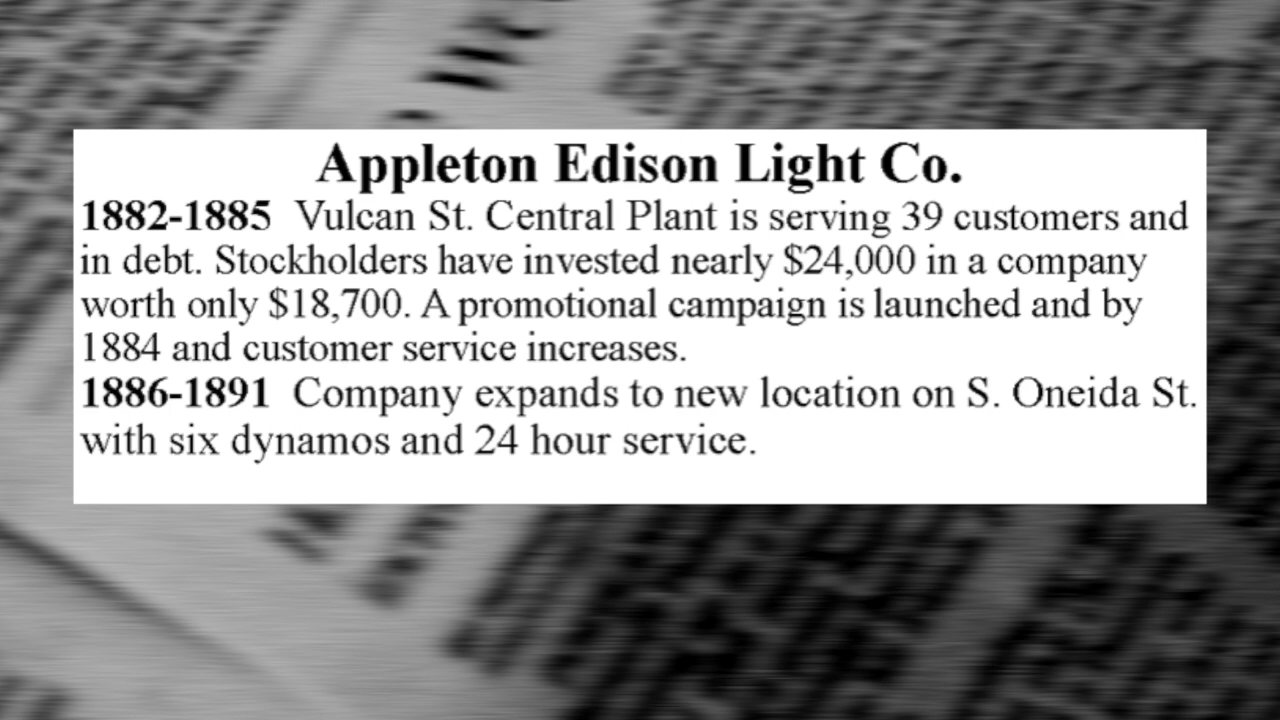 Appleton Edison Light Co.
1882-1885 Vulcan St. Central Plant is serving 39 customers and
in debt. Stockholders have invested nearly $24,000 in a company
worth only $18,700. A promotional campaign is launched and by
1884 and customer service increases.
1886-1891 Company expands to new location on S. Oneida St.
with six dynamos and 24 hour service.